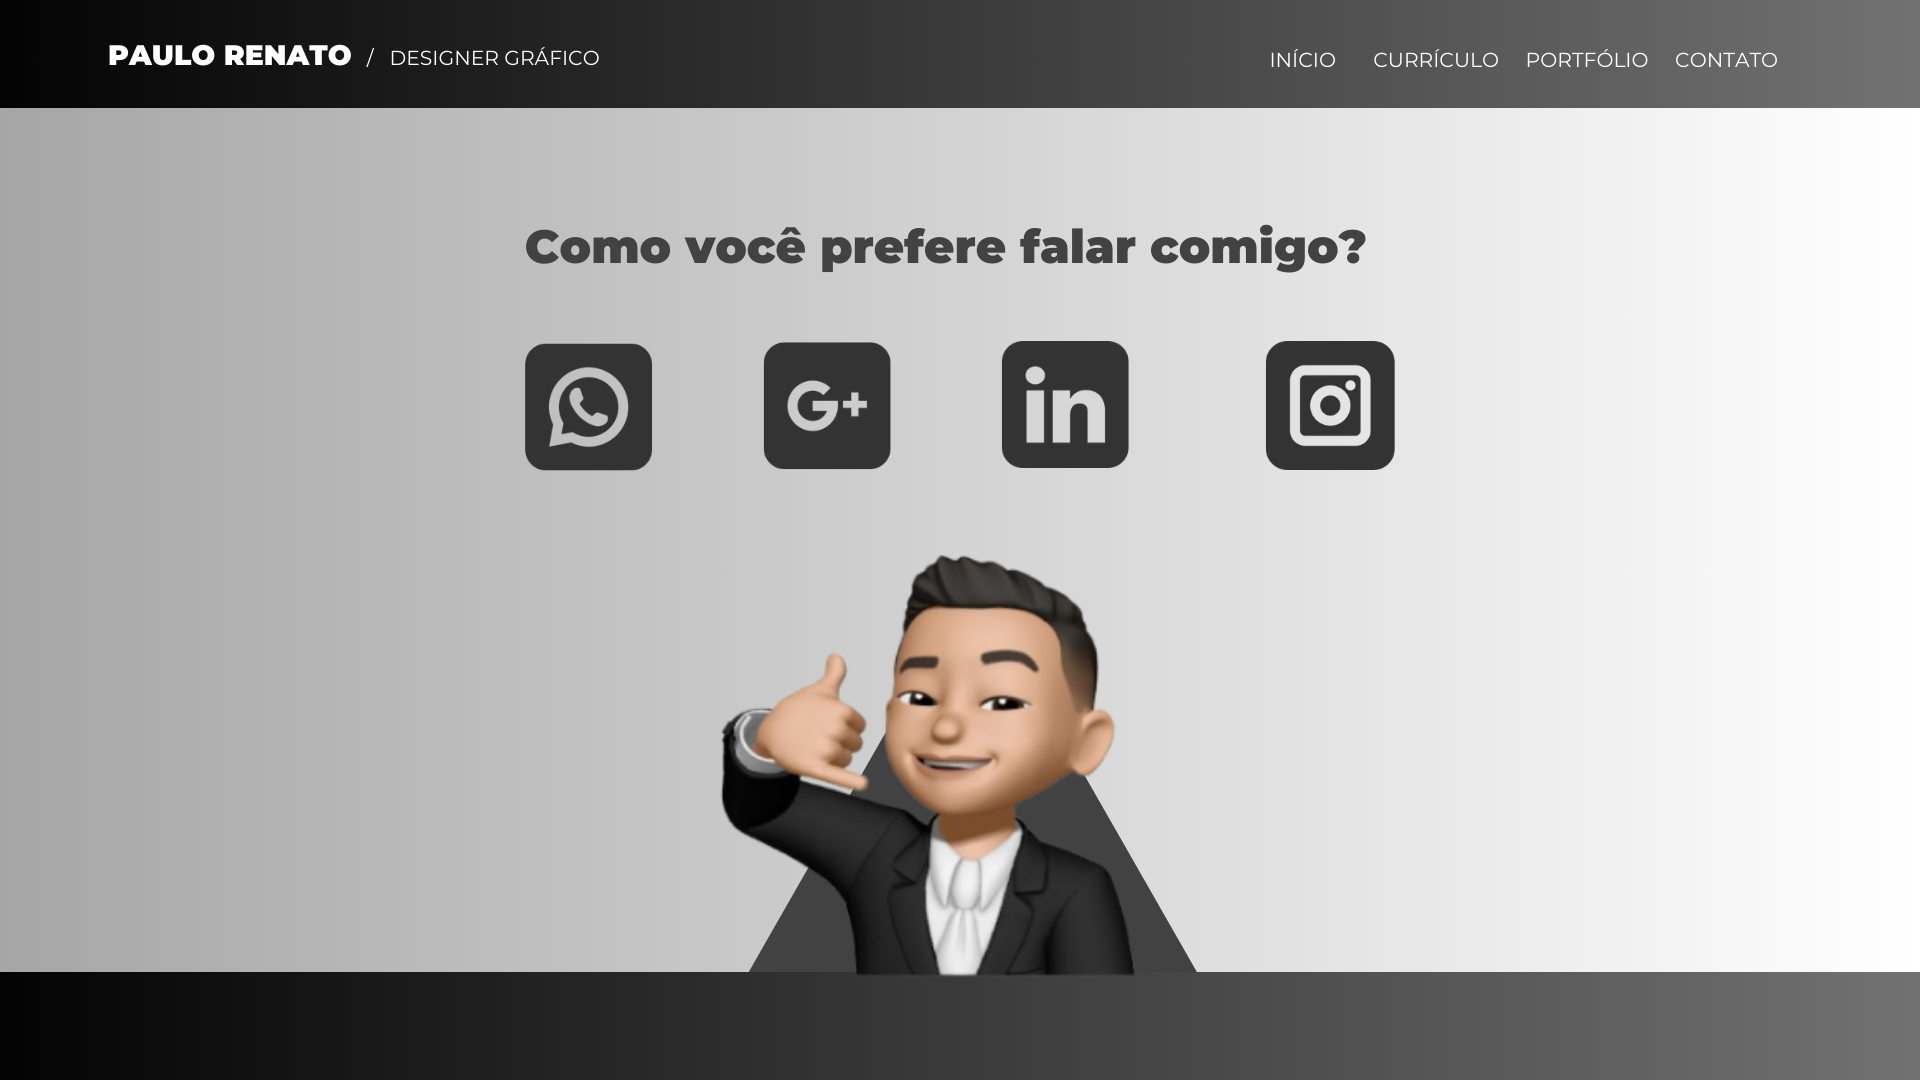 PAULO RENATO / DESIGNER GRÁFICO
INÍCIO CURRÍCULO PORTFÓLIO CONTATO
Como você prefere falar comigo?
G+ in